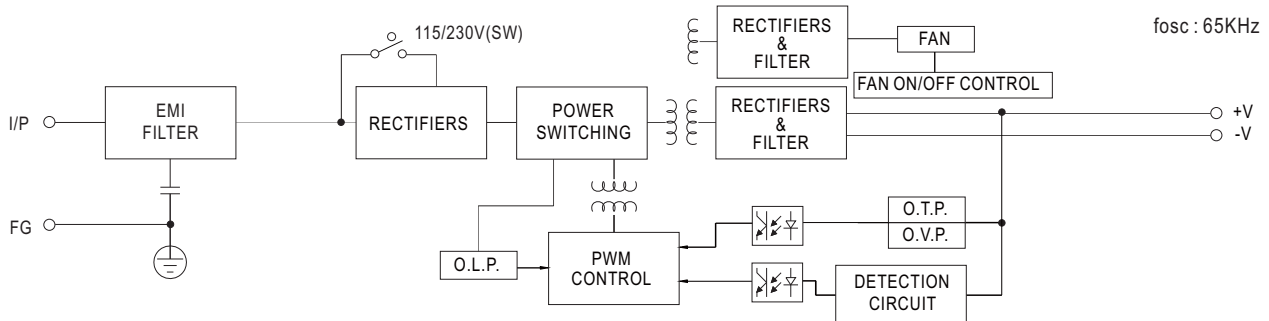 115/230V(SW)
RECTIFIERS
&
FILTER
FAN
FAN ON/OFF CONTROL
fosc : 65KHz
I/P
EMI
FILTER
RECTIFIERS
POWER
SWITCHING
RECTIFIERS
&
FILTER
+V
-V
FG
O.L.P.
PWM
CONTROL
O.T.P.
O.V.P.
DETECTION
CIRCUIT